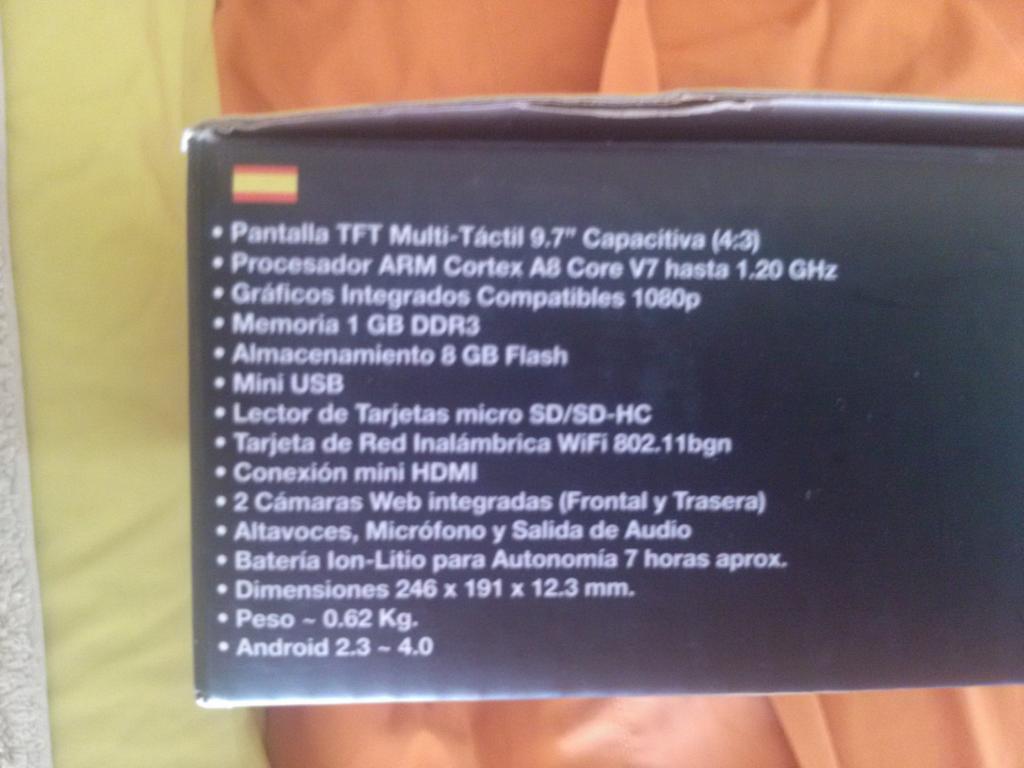 • Pantalla TFT Multi-Táctil 9.7" Capacitiva (4:3)
• Procesador ARM Cortex A8 Core V7 hasta 1.20 GHz
• Gráficos Integrados Compatibles 1080p
• Memoria 1 GB DDR3
• Almacenamiento 8 GB Flash
• Mini USB
• Lector de Tarjetas micro SD/SD-HC
• Tarjeta de Red Inalámbrica WiFi 802.11bgn
• Conexión mini HDMI
• 2 Cámaras Web integradas (Frontal y Trasera)
• Altavoces, Micrófono y Salida de Audio
• Batería Ion-Litio para Autonomía 7 horas aprox.
• Dimensiones 246 x 191 x 12.3 mm.
• Peso ~ 0.62 Kg.
• Android 2.3 ~ 4.0